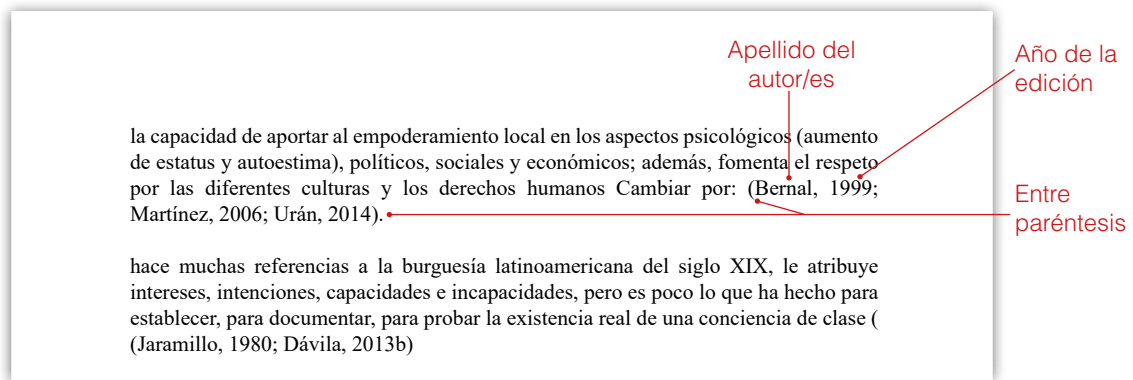 Apellido del
autor/es
Año de la
edición
la capacidad de aportar al empoderamiento local en los aspectos psicológicos (aumento
de estatus y autoestima), políticos, sociales y económicos; además, fomenta el respeto
por las diferentes culturas y los derechos humanos Cambiar por: (Bernal, 1999;
Martínez, 2006; Urán, 2014).
Entre
paréntesis
hace muchas referencias a la burguesía latinoamericana del siglo XIX, le atribuye
intereses, intenciones, capacidades e incapacidades, pero es poco lo que ha hecho para
establecer, para documentar, para probar la existencia real de una conciencia de clase (
(Jaramillo, 1980; Dávila, 2013b)